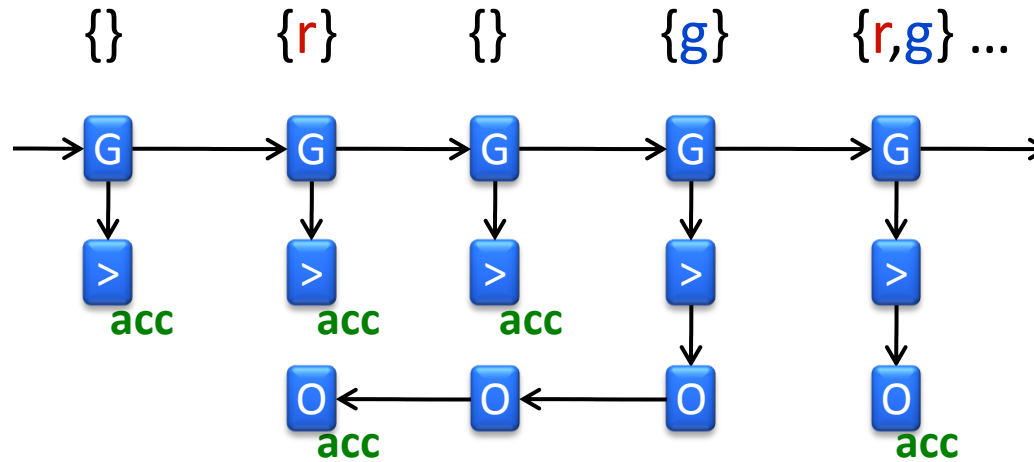 {} {r} {} {g} {r,g} ...
G G G G G
> > > > >
acc acc acc
O O O O
acc acc